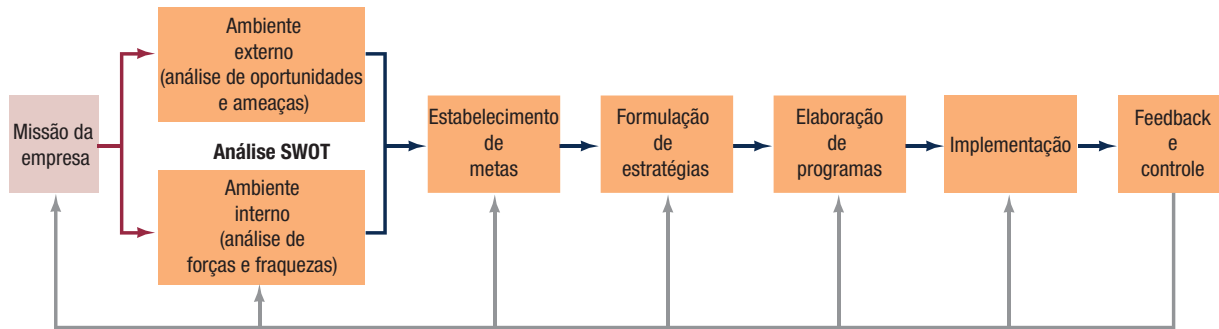 Missão da
empresa
Ambiente
externo
(análise de oportunidades
e ameaças)
Análise SWOT
Ambiente
interno
(análise de
forças e fraquezas)
Estabelecimento
de
metas
Formulação
de
estratégias
Elaboração
de
programas
Implementação
Feedback
e
controle